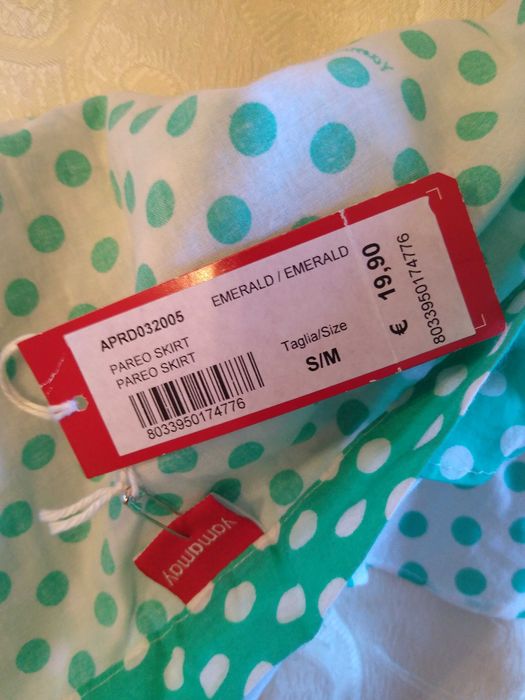 APRD032005
EMERALD / EMERALD
PAREO SKIRT
PAREO SKIRT
8033950174776
Taglia/Size
S/M
€ 19,90
8033950174776
yamamay